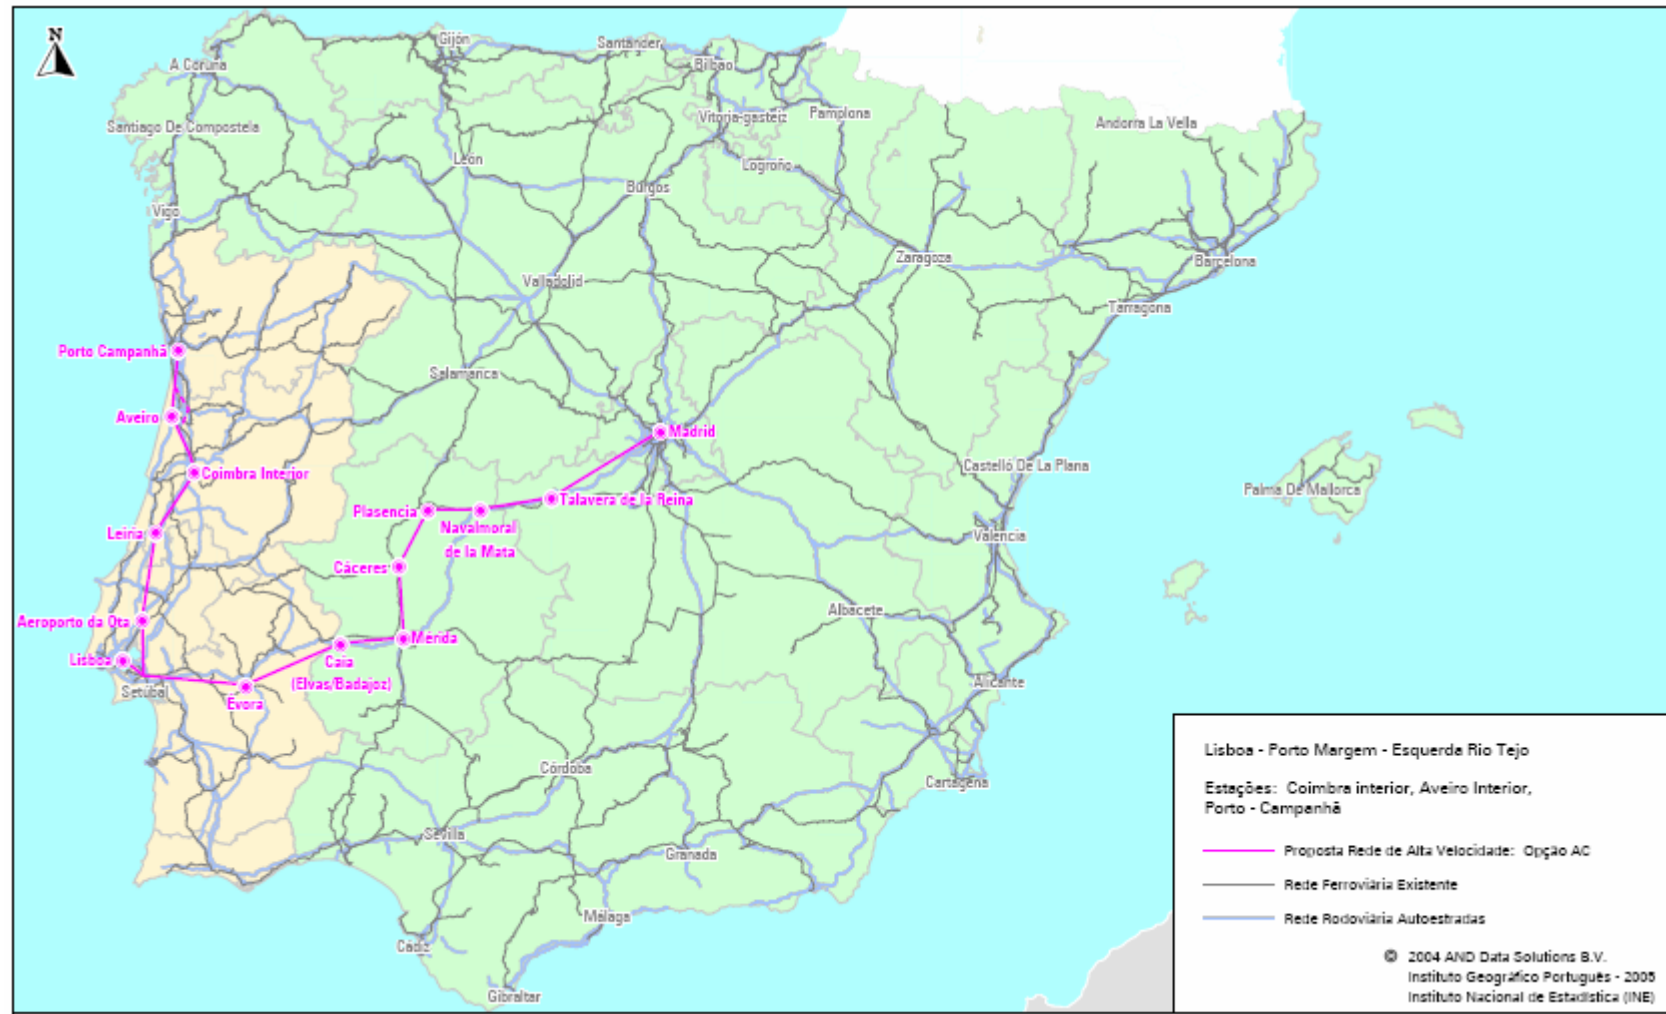 N
Gijón
Santander
A Coruña
Bilbao
Vitoria-gasteiz
Pamplona
Andorra La Vella
Santiago De Compostela
León
Logroño
Burgos
Vigo
Zaragoza
Barcelona
Valladolid
Tarragona
Porto Campanhã
Salamanca
Aveiro
Madrid
Castelló De La Plana
Coimbra Interior
Palma De Mallorca
Talavera de la Reina
Plasencia
Navalmoral
de la Mata
Leiria
Valencia
Cáceres
Albacete
Aeroporto da Ota
Mérida
Lisboa
Caia
(Elvas/Badajoz)
Setúbal
Alicante
Évora
Córdoba
Cartagena
Sevilla
Granada
Málaga
Cádiz
Gibraltar
Lisboa - Porto Margem - Esquerda Rio Tejo
Estações: Coimbra interior, Aveiro Interior,
Porto - Campanhã
Proposta Rede de Alta Velocidade: Opção AC
Rede Ferroviária Existente
Rede Rodoviária Autoestradas
© 2004 AND Data Solutions B.V.
Instituto Geográfico Português - 2005
Instituto Nacional de Estadística (INE)